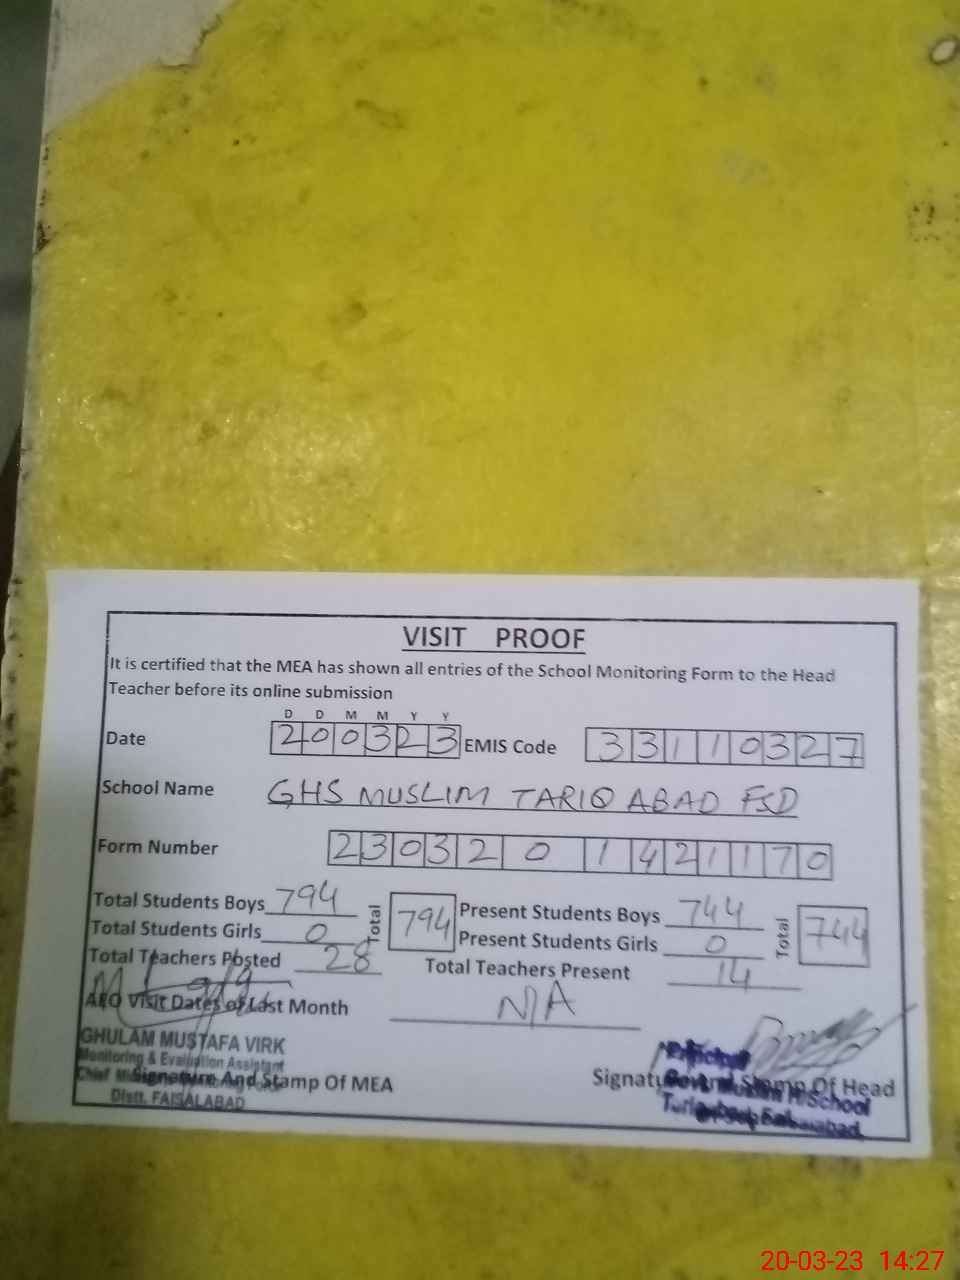 VISIT PROOF
It is certified that the MEA has shown all entries of the School Monitoring Form to the Head
Teacher before its online submission
D D M M Y Y
Date 200323 EMIS Code 33110327
School Name GHS MUSLIM TARIQ ABAD FSD
Form Number 2303201421170
Total Students Boys 794 Total 794 Present Students Boys 744 Total 744
Total Students Girls 0 Present Students Girls 0
Total Teachers Posted 28 Total Teachers Present 14
AEO Visit Dates of Last Month N/A
GHULAM MUSTAFA VIRK
Monitoring & Evaluation Assistant
Signature And Stamp Of MEA
Distt. FAISALABAD
Principal
Signature And Stamp Of Head
School
20-03-23 14:27